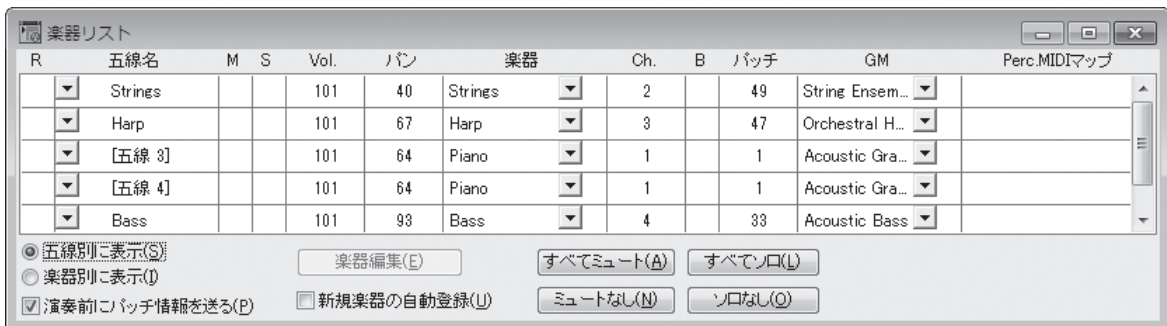 楽器リスト
R 五線名 M S Vol. パン 楽器 Ch. B パッチ GM Perc.MIDIマップ
Strings 101 40 Strings 2 49 String Ensem...
Harp 101 67 Harp 3 47 Orchestral H...
[五線 3] 101 64 Piano 1 1 Acoustic Gra...
[五線 4] 101 64 Piano 1 1 Acoustic Gra...
Bass 101 93 Bass 4 33 Acoustic Bass
五線別に表示(S) 楽器編集(E) すべてミュート(A) すべてソロ(L)
楽器別に表示(I)
演奏前にパッチ情報を送る(P) 新規楽器の自動登録(U) ミュートなし(N) ソロなし(O)